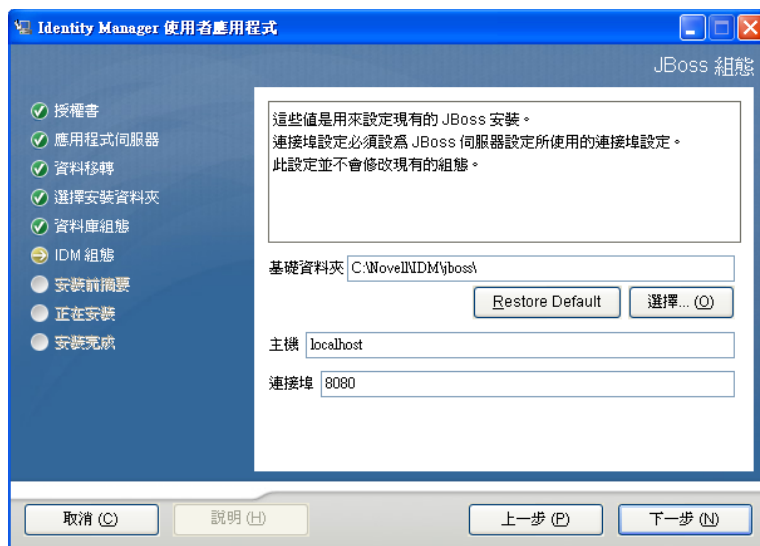 Identity Manager 使用者應用程式
JBoss 組態
授權書
應用程式伺服器
資料移轉
選擇安裝資料夾
資料庫組態
IDM 組態
安裝前摘要
正在安裝
安裝完成
這些值是用來設定現有的 JBoss 安裝。
連接埠設定必須設為 JBoss 伺服器設定所使用的連接埠設定。
此設定並不會修改現有的組態。
基礎資料夾 C:\Novell\IDM\jboss\
Restore Default 選擇... (O)
主機 localhost
連接埠 8080
取消 (C) 說明 (H) 上一步 (P) 下一步 (N)